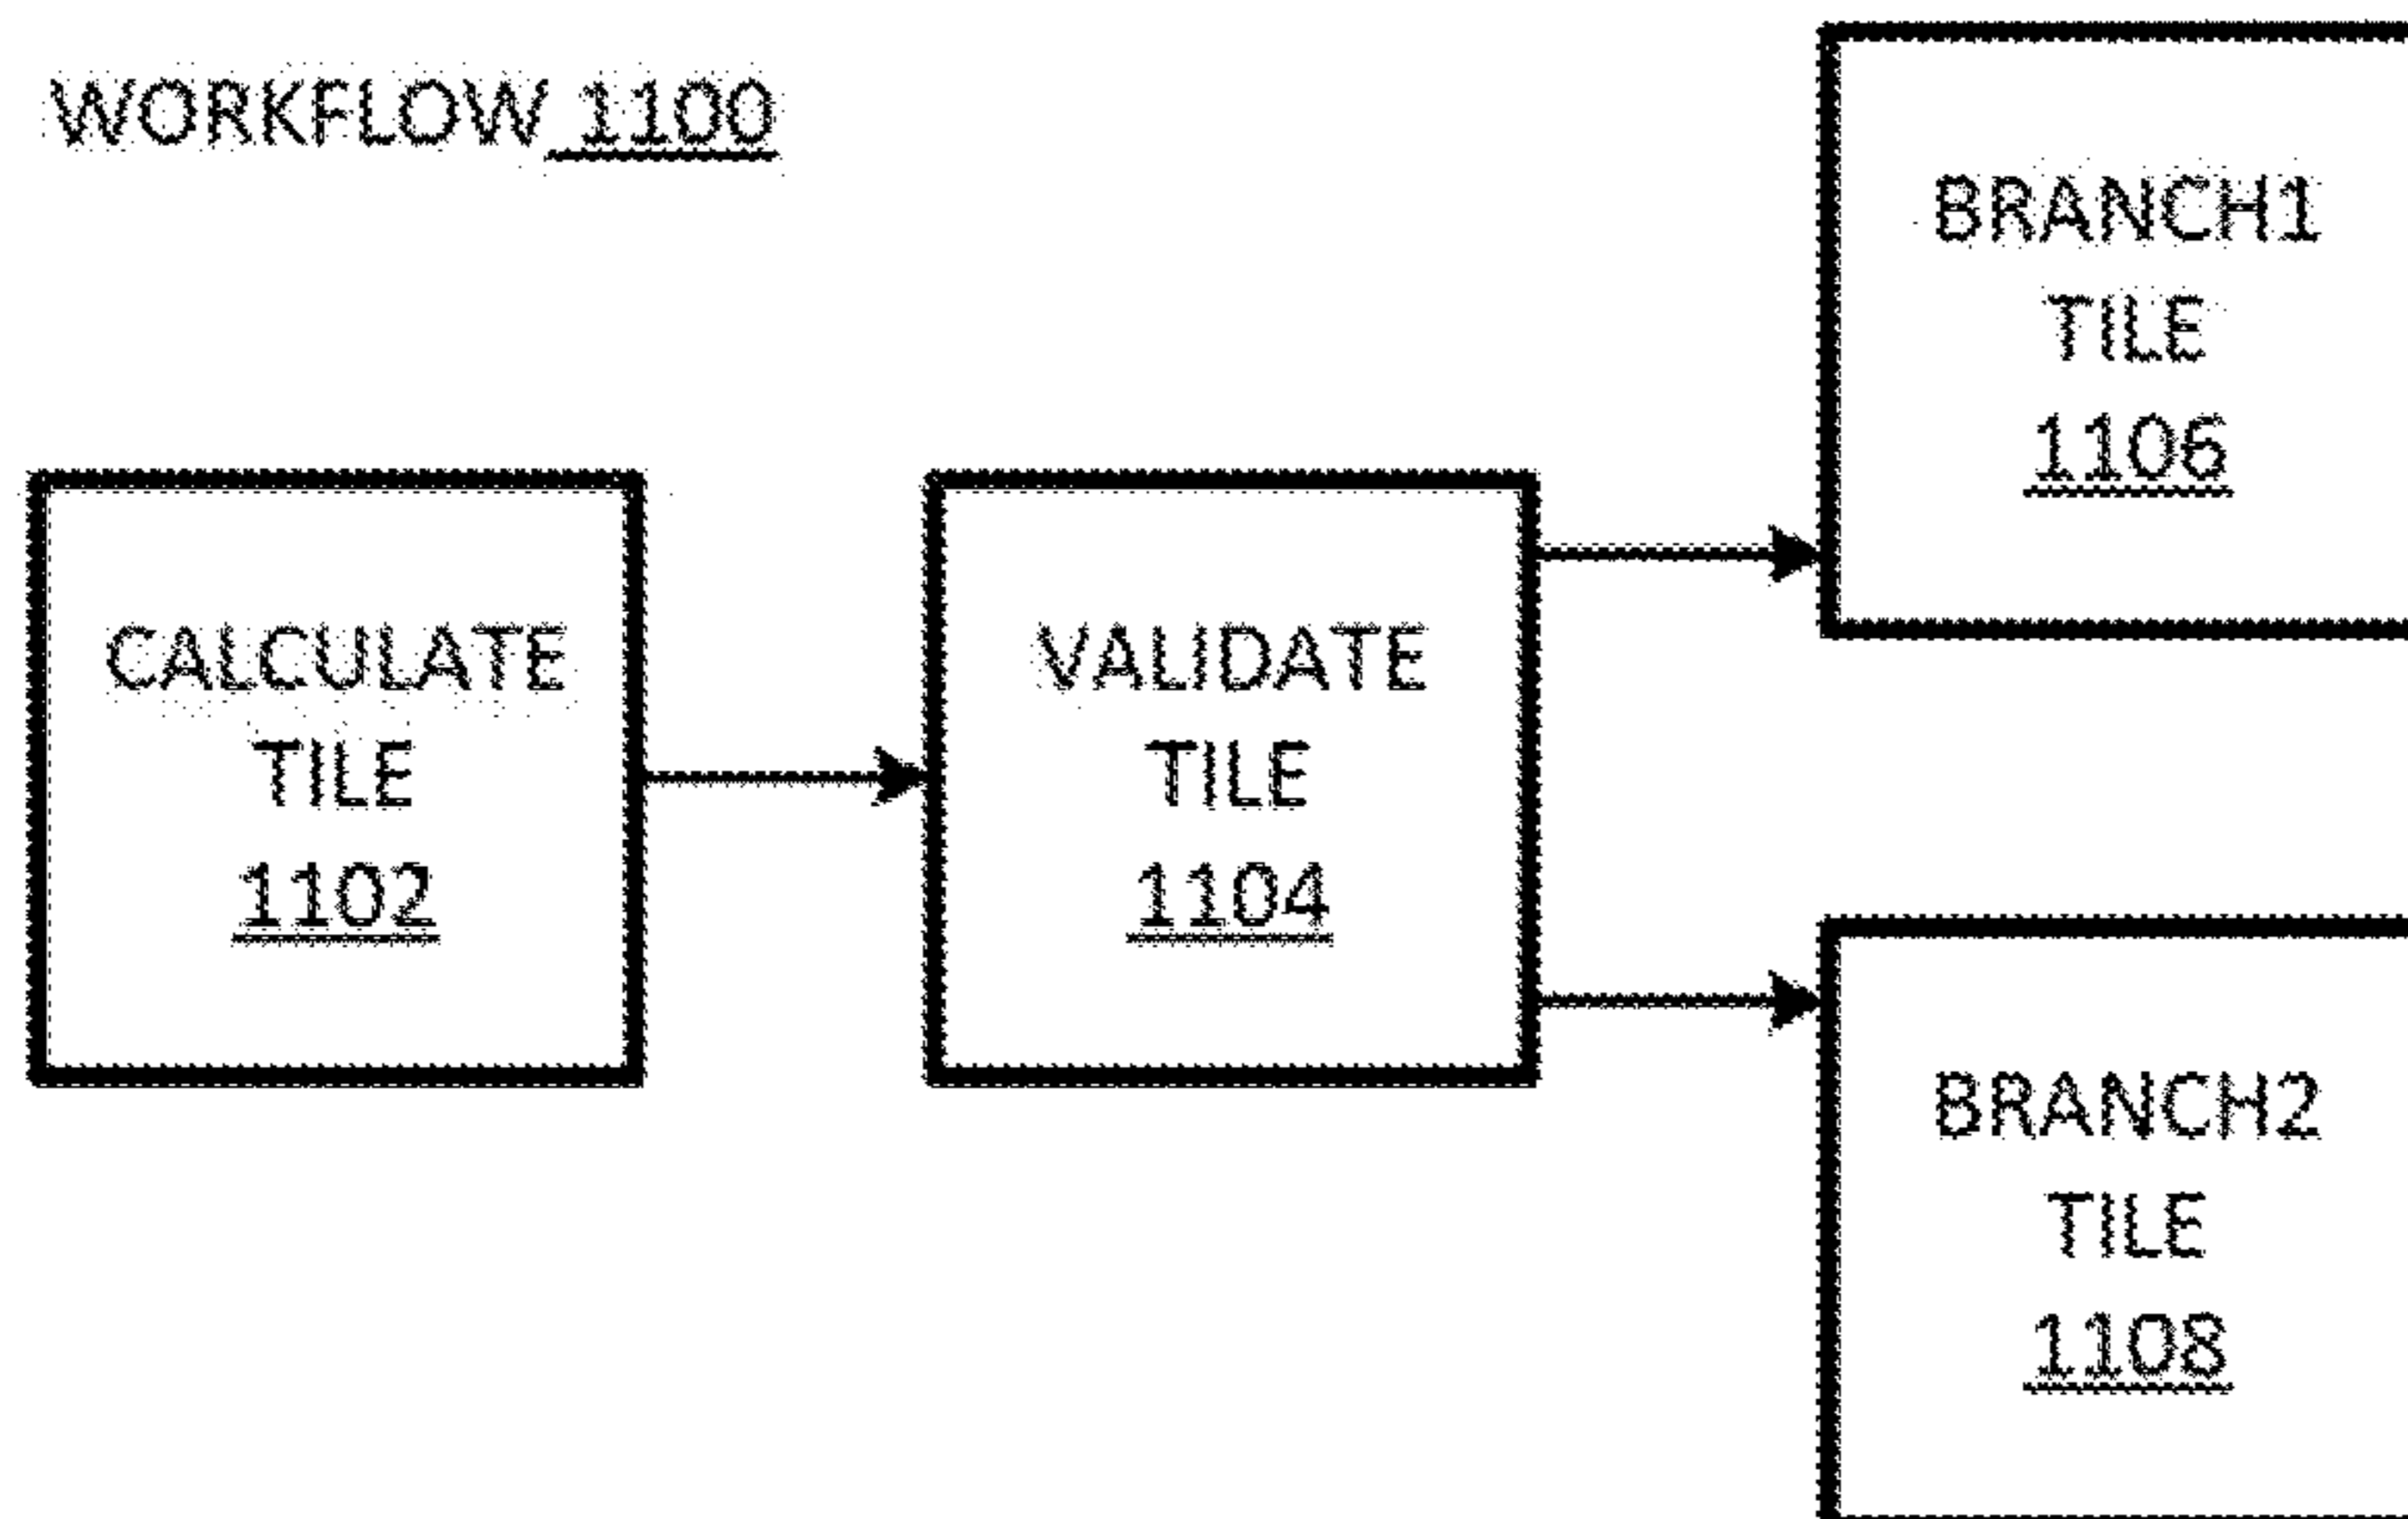 WORKFLOW 1100
BRANCH1
TILE
1106
CALCULATE
TILE
1102
VALIDATE
TILE
1104
BRANCH2
TILE
1108